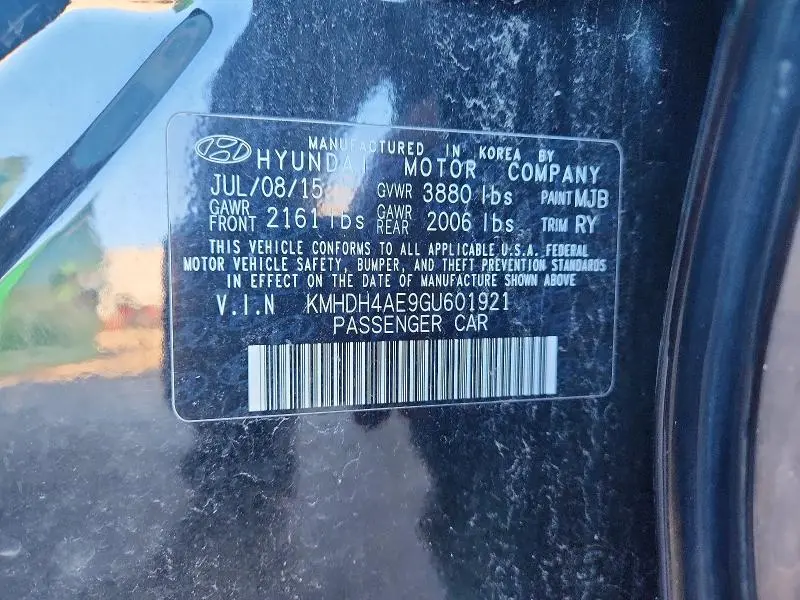 MANUFACTURED IN KOREA BY
HYUNDAI MOTOR COMPANY
JUL/08/15 GVWR 3880 lbs PAINT MJB
GAWR FRONT 2161 lbs GAWR REAR 2006 lbs TRIM RY
THIS VEHICLE CONFORMS TO ALL APPLICABLE U.S.A. FEDERAL
MOTOR VEHICLE SAFETY, BUMPER, AND THEFT PREVENTION STANDARDS
IN EFFECT ON THE DATE OF MANUFACTURE SHOWN ABOVE.
V.I.N KMHDH4AE9GU601921
PASSENGER CAR